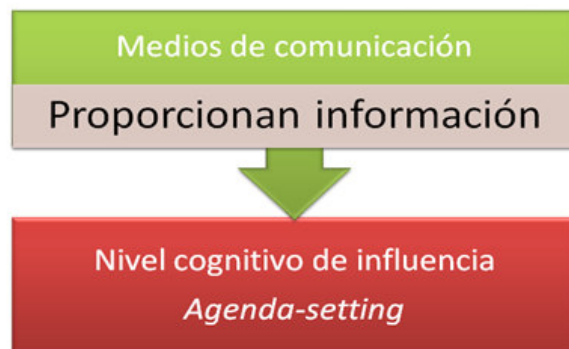 Medios de comunicación
Proporcionan información
Nivel cognitivo de influencia
Agenda-setting